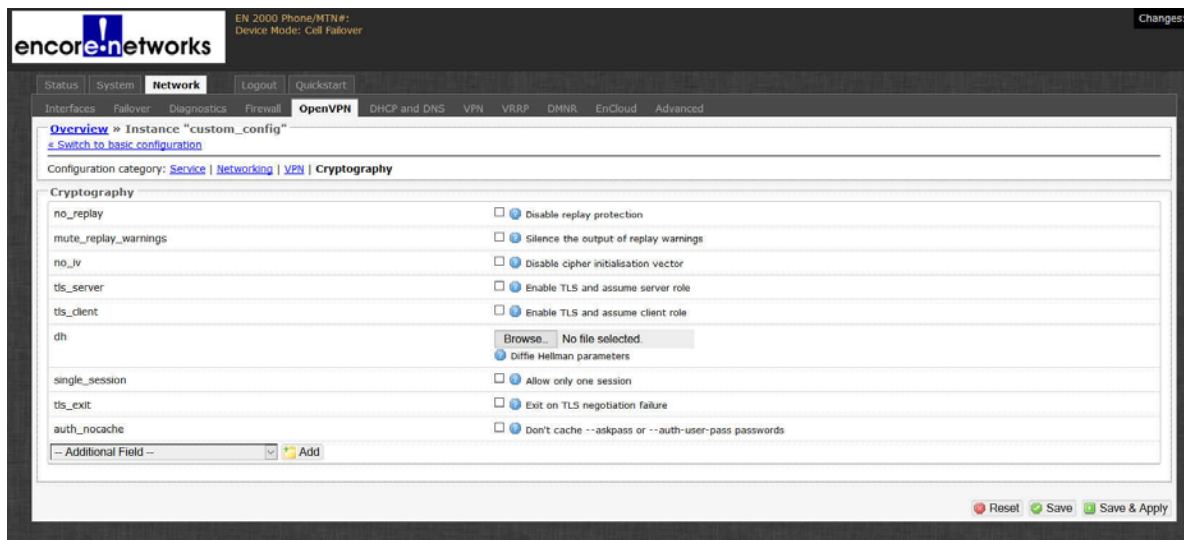 encore!networks
EN 2000 Phone/MTN#:
Device Mode: Cell Failover
Changes:
Status System Network Logout Quickstart
Interfaces Failover Diagnostics Firewall OpenVPN DHCP and DNS VPN VRRP DMNR EnCloud Advanced
Overview » Instance "custom_config"
« Switch to basic configuration
Configuration category: Service | Networking | VPN | Cryptography
Cryptography
no_replay ? Disable replay protection
mute_replay_warnings ? Silence the output of replay warnings
no_iv ? Disable cipher initialisation vector
tls_server ? Enable TLS and assume server role
tls_client ? Enable TLS and assume client role
dh Browse... No file selected.
? Diffie Hellman parameters
single_session ? Allow only one session
tls_exit ? Exit on TLS negotiation failure
auth_nocache ? Don't cache --askpass or --auth-user-pass passwords
-- Additional Field -- Add
Reset Save Save & Apply